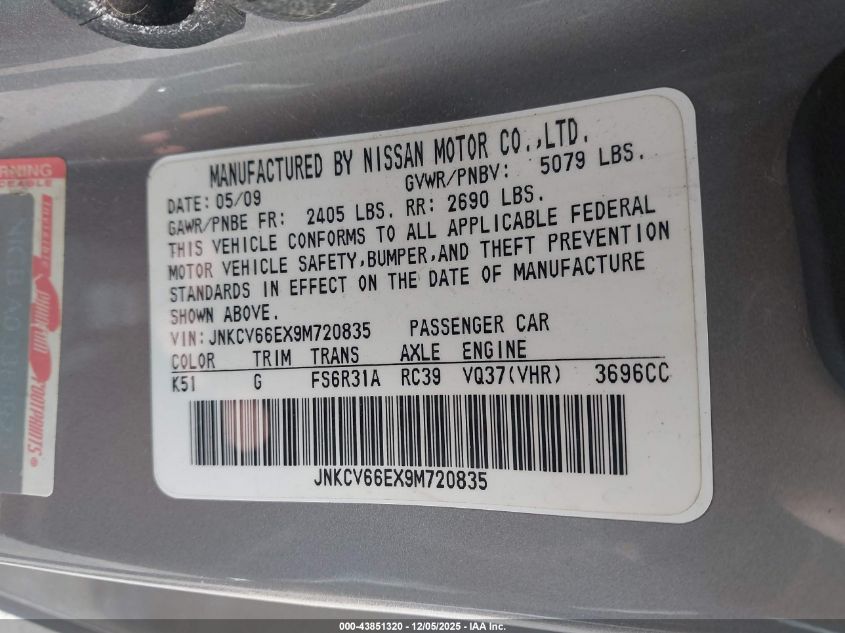 MANUFACTURED BY NISSAN MOTOR CO.,LTD.
DATE: 05/09 GVWR/PNBV: 5079 LBS.
GAWR/PNBE FR: 2405 LBS. RR: 2690 LBS.
THIS VEHICLE CONFORMS TO ALL APPLICABLE FEDERAL
MOTOR VEHICLE SAFETY,BUMPER,AND THEFT PREVENTION
STANDARDS IN EFFECT ON THE DATE OF MANUFACTURE
SHOWN ABOVE.
VIN:JNKCV66EX9M720835 PASSENGER CAR
COLOR TRIM TRANS AXLE ENGINE
K51 G FS6R31A RC39 VQ37(VHR) 3696CC
JNKCV66EX9M720835
FOOTPRINTS®
000-43851320 - 12/05/2025 - IAA Inc.